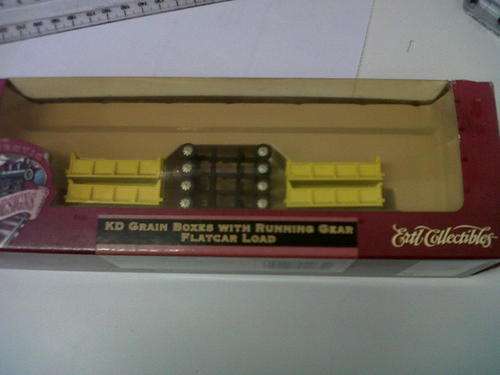 KD Grain Boxes with Running Gear
Flatcar Load
Ertl Collectibles